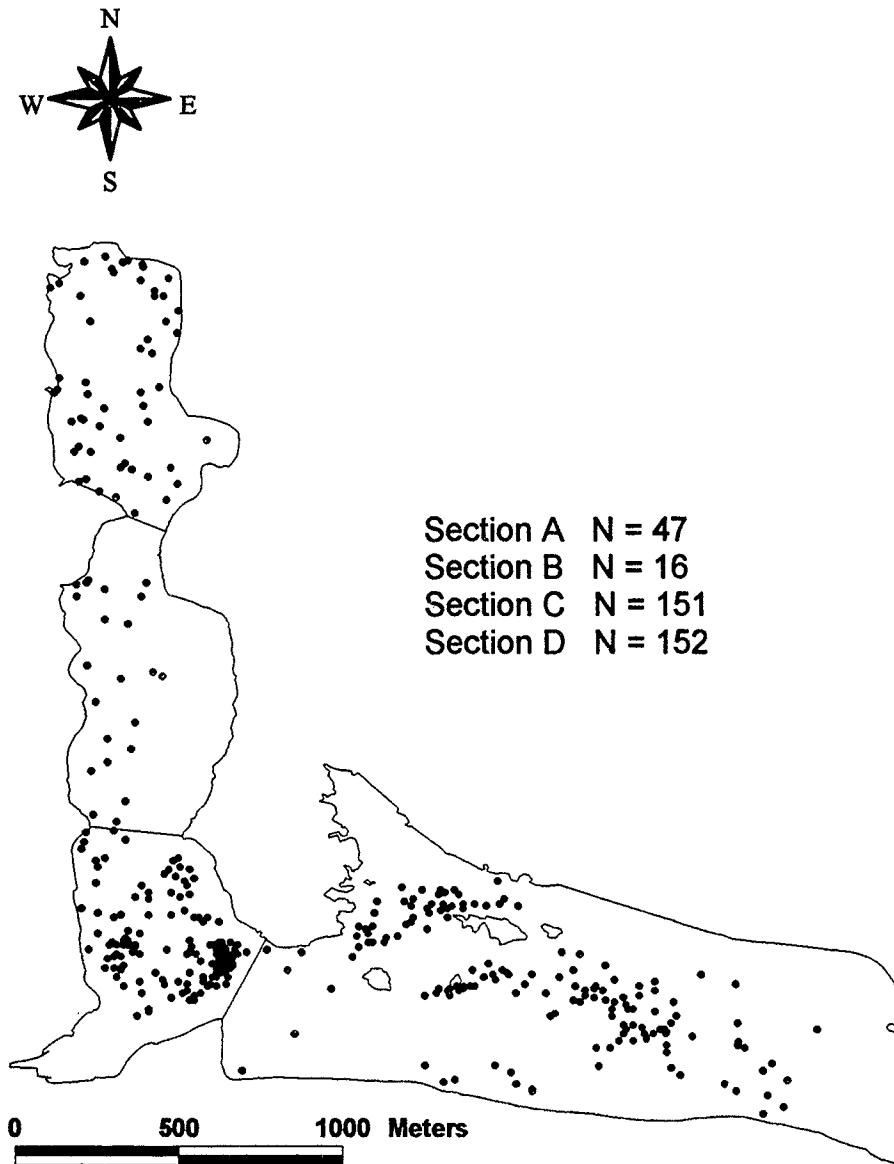 N
W E
S
Section A N = 47
Section B N = 16
Section C N = 151
Section D N = 152
0 500 1000 Meters